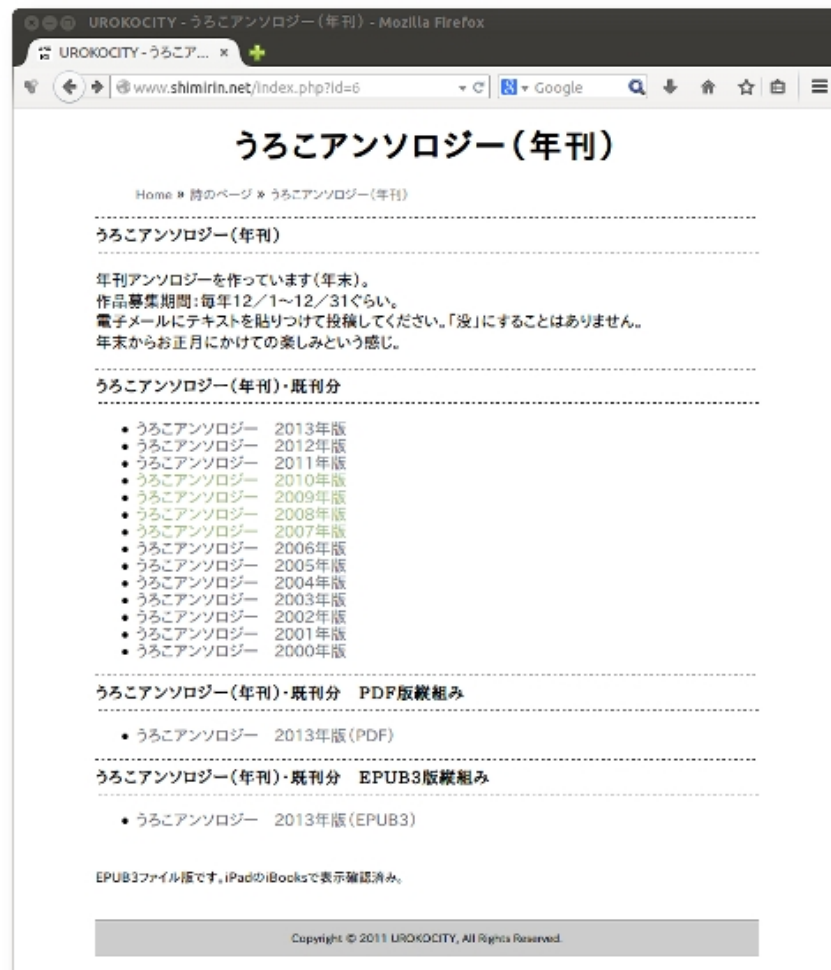 UROKOCITY - うろこアンソロジー（年刊） - Mozilla Firefox
UROKOCITY - うろこア... ×
www.shimirin.net/index.php?id=6
Google
うろこアンソロジー（年刊）
Home » 詩のページ » うろこアンソロジー（年刊）
うろこアンソロジー（年刊）
年刊アンソロジーを作っています（年末）。
作品募集期間：毎年12／1～12／31ぐらい。
電子メールにテキストを貼りつけて投稿してください。「没」にすることはありません。
年末からお正月にかけての楽しみという感じ。
うろこアンソロジー（年刊）・既刊分
• うろこアンソロジー　2013年版
• うろこアンソロジー　2012年版
• うろこアンソロジー　2011年版
• うろこアンソロジー　2010年版
• うろこアンソロジー　2009年版
• うろこアンソロジー　2008年版
• うろこアンソロジー　2007年版
• うろこアンソロジー　2006年版
• うろこアンソロジー　2005年版
• うろこアンソロジー　2004年版
• うろこアンソロジー　2003年版
• うろこアンソロジー　2002年版
• うろこアンソロジー　2001年版
• うろこアンソロジー　2000年版
うろこアンソロジー（年刊）・既刊分　PDF版縦組み
• うろこアンソロジー　2013年版（PDF）
うろこアンソロジー（年刊）・既刊分　EPUB3版縦組み
• うろこアンソロジー　2013年版（EPUB3）
EPUB3ファイル版です。iPadのiBooksで表示確認済み。
Copyright © 2011 UROKOCITY, All Rights Reserved.